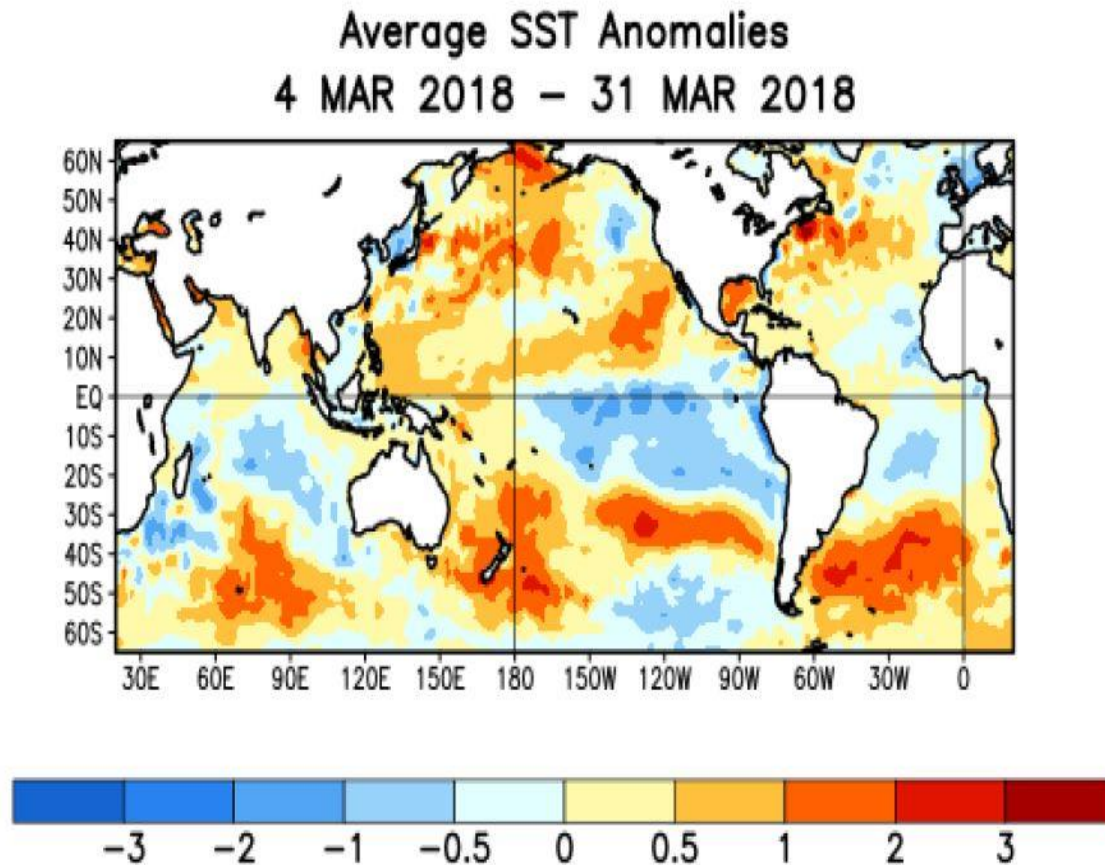 Average SST Anomalies
4 MAR 2018 – 31 MAR 2018
60N
50N
40N
30N
20N
10N
EQ
10S
20S
30S
40S
50S
60S
30E 60E 90E 120E 150E 180 150W 120W 90W 60W 30W 0
-3 -2 -1 -0.5 0 0.5 1 2 3